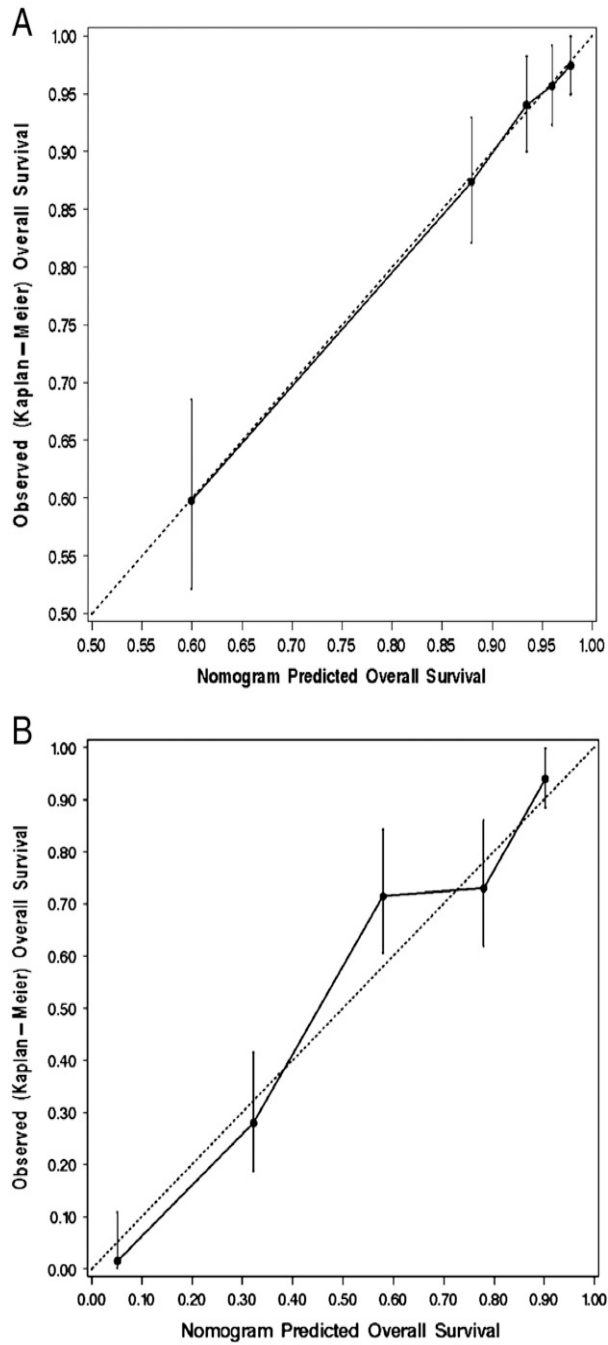 A
1.00
0.95
0.90
0.85
0.80
0.75
0.70
0.65
0.60
0.55
0.50
Observed (Kaplan-Meier) Overall Survival
0.50 0.55 0.60 0.65 0.70 0.75 0.80 0.85 0.90 0.95 1.00
Nomogram Predicted Overall Survival
B
1.00
0.90
0.80
0.70
0.60
0.50
0.40
0.30
0.20
0.10
0.00
Observed (Kaplan-Meier) Overall Survival
0.00 0.10 0.20 0.30 0.40 0.50 0.60 0.70 0.80 0.90 1.00
Nomogram Predicted Overall Survival